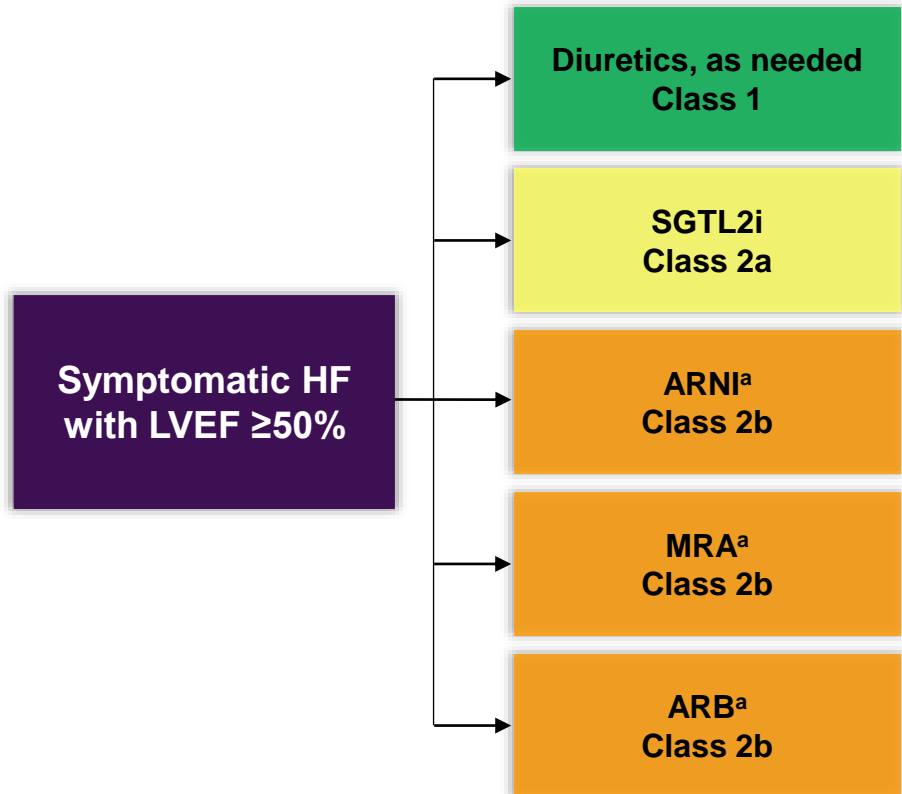 Diuretics, as needed
Class 1
SGTL2i
Class 2a
Symptomatic HF
with LVEF ≥50%
ARNIᵃ
Class 2b
MRAᵃ
Class 2b
ARBᵃ
Class 2b